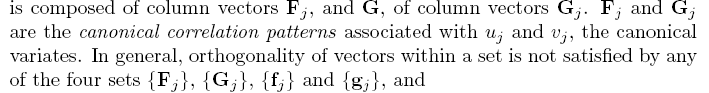 is composed of column vectors F_j, and G, of column vectors G_j. F_j and G_j
are the canonical correlation patterns associated with u_j and v_j, the canonical
variates. In general, orthogonality of vectors within a set is not satisfied by any
of the four sets {F_j}, {G_j}, {f_j} and {g_j}, and